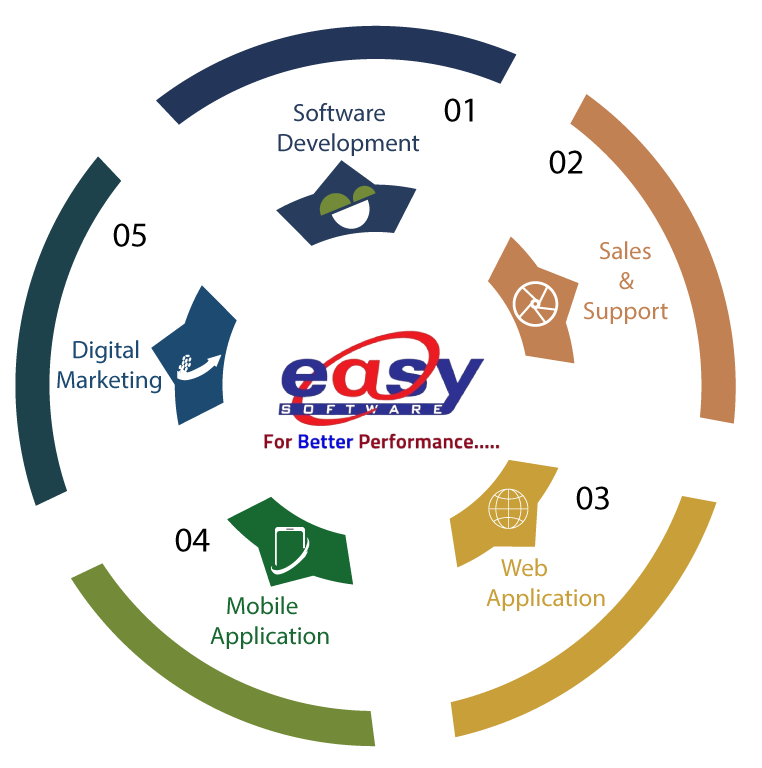 01
Software
Development
02
Sales
&
Support
03
Web
Application
04
Mobile
Application
05
Digital
Marketing
easy
SOFTWARE
For Better Performance.....